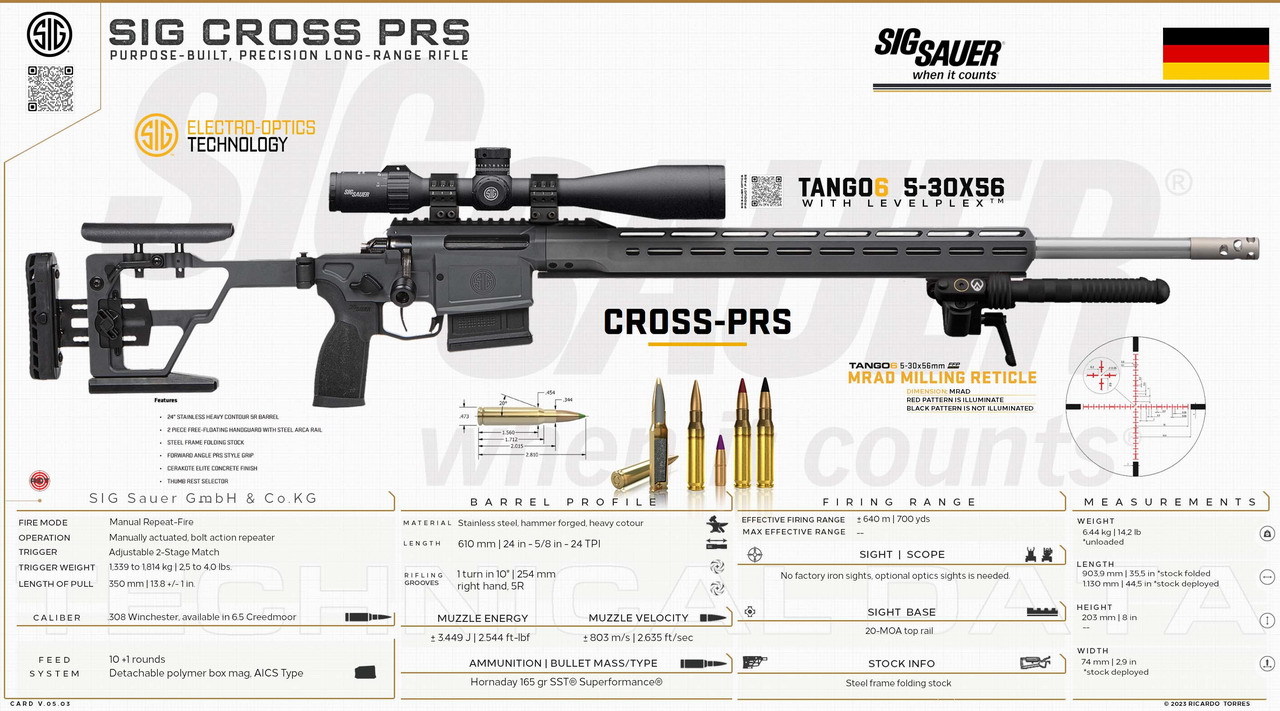 SIG
SIG CROSS PRS
PURPOSE-BUILT, PRECISION LONG-RANGE RIFLE
SIG SAUER
when it counts
SIG
ELECTRO-OPTICS
TECHNOLOGY
SIG SAUER
TANGO6 5-30X56
WITH LEVELPLEX™
SIG
CROSS-PRS
TANGO6 5-30x56mm
MRAD MILLING RETICLE
DIMENSION: MRAD
RED PATTERN IS ILLUMINATE
BLACK PATTERN IS NOT ILLUMINATED
Features
• 24" STAINLESS HEAVY CONTOUR 5R BARREL
• 2 PIECE FREE-FLOATING HANDGUARD WITH STEEL ARCA RAIL
• STEEL FRAME FOLDING STOCK
• FORWARD ANGLE PRS STYLE GRIP
• CERAKOTE ELITE CONCRETE FINISH
• THUMB REST SELECTOR
.473
20°
.454
.344
1.560
1.712
2.015
2.810
SIG SAUER
when it counts
TECHNICAL DATA
SIG Sauer GmbH & Co.KG
FIRE MODE Manual Repeat-Fire
OPERATION Manually actuated, bolt action repeater
TRIGGER Adjustable 2-Stage Match
TRIGGER WEIGHT 1,339 to 1.814 kg | 2,5 to 4.0 lbs.
LENGTH OF PULL 350 mm | 13.8 +/- 1 in.
CALIBER 308 Winchester, available in 6.5 Creedmoor
FEED SYSTEM 10 +1 rounds
Detachable polymer box mag, AICS Type
BARREL PROFILE
MATERIAL Stainless steel, hammer forged, heavy cotour
LENGTH 610 mm | 24 in - 5/8 in - 24 TPI
RIFLING GROOVES 1 turn in 10" | 254 mm
right hand, 5R
MUZZLE ENERGY MUZZLE VELOCITY
± 3.449 J | 2.544 ft-lbf ± 803 m/s | 2.635 ft/sec
AMMUNITION | BULLET MASS/TYPE
Hornaday 165 gr SST® Superformance®
FIRING RANGE
EFFECTIVE FIRING RANGE ± 640 m | 700 yds
MAX EFFECTIVE RANGE --
SIGHT | SCOPE
No factory iron sights, optional optics sights is needed.
SIGHT BASE
20-MOA top rail
STOCK INFO
Steel frame folding stock
MEASUREMENTS
WEIGHT
6.44 kg | 14,2 lb
*unloaded
LENGTH
903,9 mm | 35,5 in *stock folded
1.130 mm | 44,5 in *stock deployed
HEIGHT
203 mm | 8 in
--
WIDTH
74 mm | 2,9 in
*stock deployed
CARD V.05.03
© 2023 RICARDO TORRES